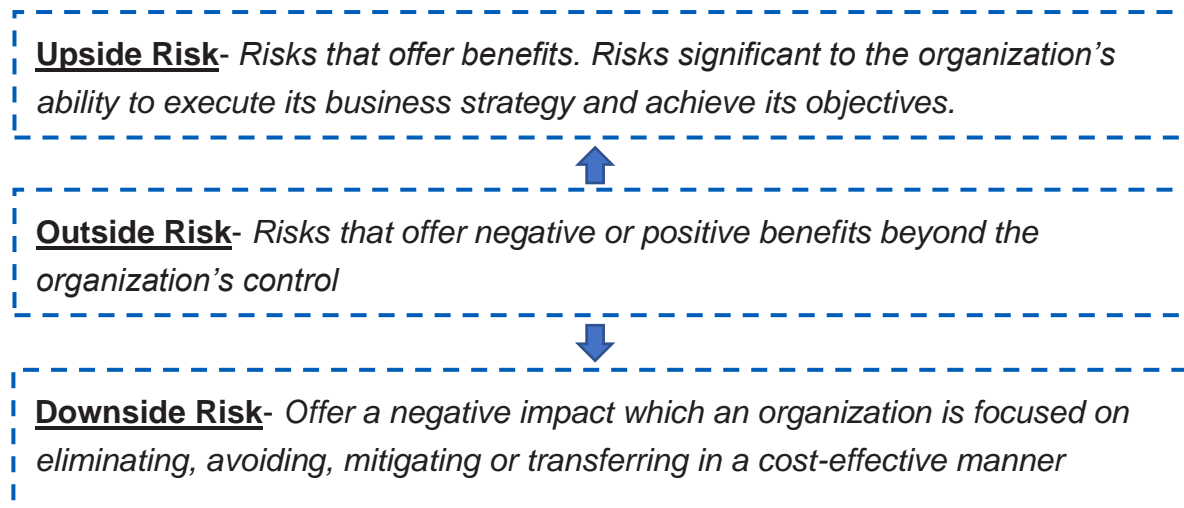 Upside Risk- Risks that offer benefits. Risks significant to the organization’s
ability to execute its business strategy and achieve its objectives.
Outside Risk- Risks that offer negative or positive benefits beyond the
organization’s control
Downside Risk- Offer a negative impact which an organization is focused on
eliminating, avoiding, mitigating or transferring in a cost-effective manner